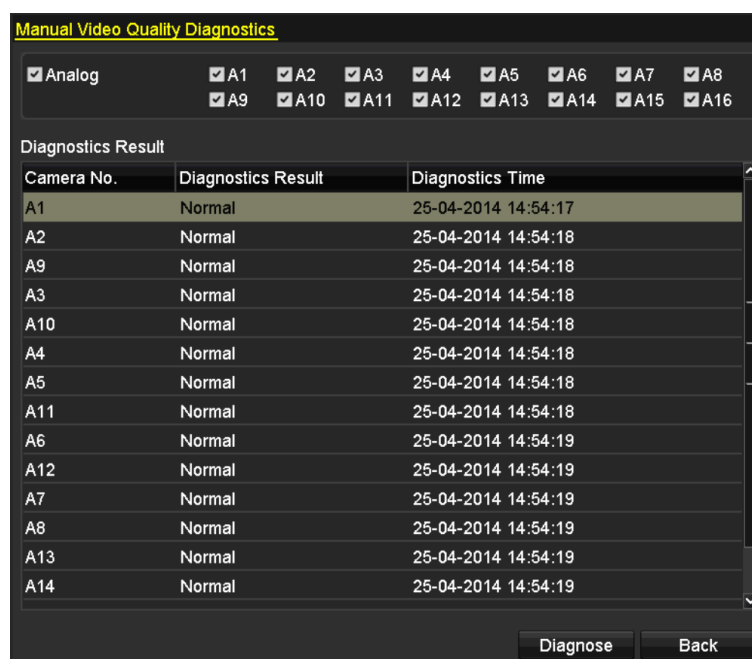 Manual Video Quality Diagnostics
Analog A1 A2 A3 A4 A5 A6 A7 A8
A9 A10 A11 A12 A13 A14 A15 A16
Diagnostics Result
Camera No. Diagnostics Result Diagnostics Time
A1 Normal 25-04-2014 14:54:17
A2 Normal 25-04-2014 14:54:18
A9 Normal 25-04-2014 14:54:18
A3 Normal 25-04-2014 14:54:18
A10 Normal 25-04-2014 14:54:18
A4 Normal 25-04-2014 14:54:18
A5 Normal 25-04-2014 14:54:18
A11 Normal 25-04-2014 14:54:18
A6 Normal 25-04-2014 14:54:19
A12 Normal 25-04-2014 14:54:19
A7 Normal 25-04-2014 14:54:19
A8 Normal 25-04-2014 14:54:19
A13 Normal 25-04-2014 14:54:19
A14 Normal 25-04-2014 14:54:19
Diagnose Back